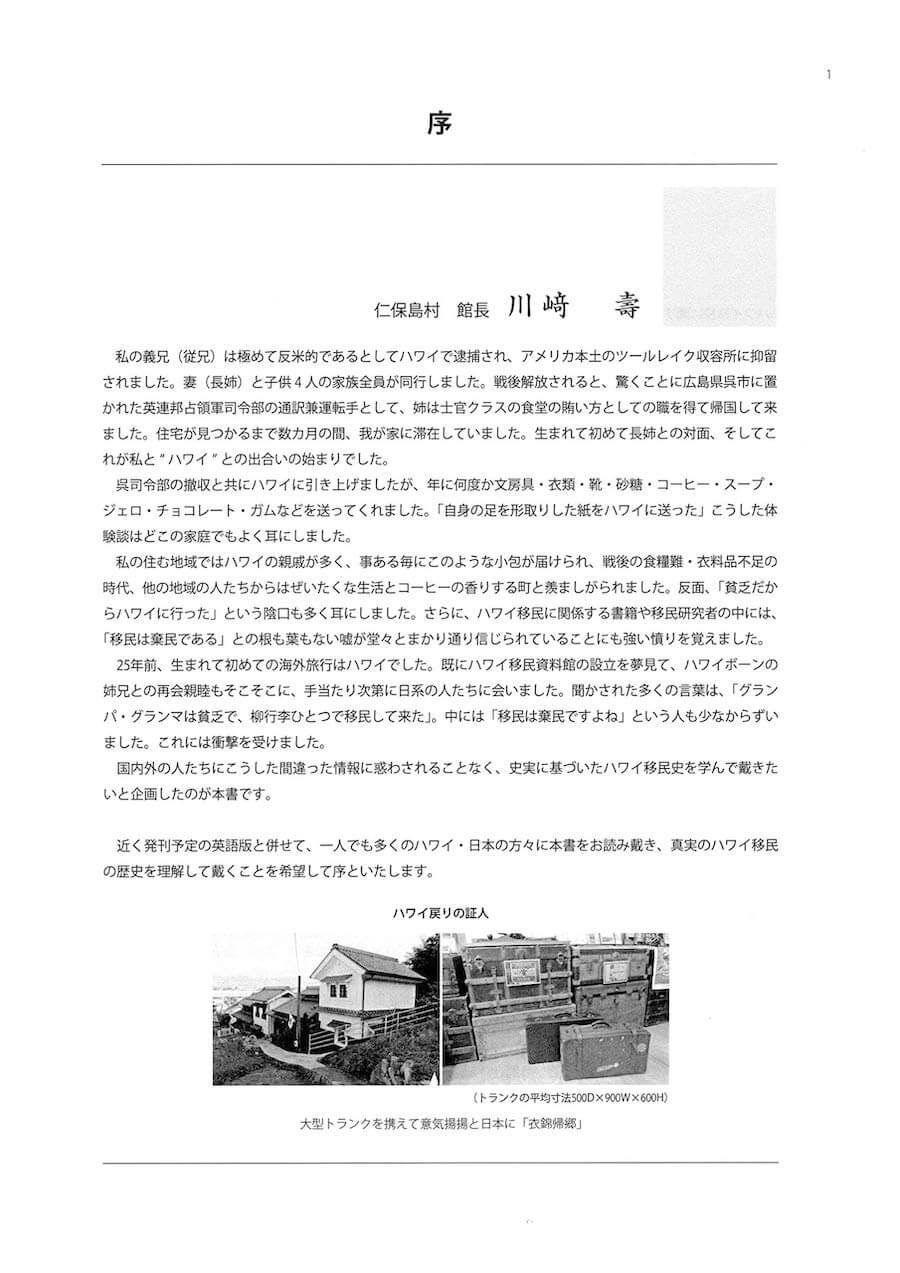 1
序
仁保島村　館長　川﨑　壽
私の義兄（従兄）は極めて反米的であるとしてハワイで逮捕され、アメリカ本土のツールレイク収容所に抑留
されました。妻（長姉）と子供４人の家族全員が同行しました。戦後解放されると、驚くことに広島県呉市に置
かれた英連邦占領軍司令部の通訳兼運転手として、姉は士官クラスの食堂の賄い方としての職を得て帰国して来
ました。住宅が見つかるまで数カ月の間、我が家に滞在していました。生まれて初めて長姉との対面、そしてこ
れが私と“ハワイ”との出合いの始まりでした。
呉司令部の撤収と共にハワイに引き上げましたが、年に何度か文房具・衣類・靴・砂糖・コーヒー・スープ・
ジェロ・チョコレート・ガムなどを送ってくれました。「自身の足を形取りした紙をハワイに送った」こうした体
験談はどこの家庭でもよく耳にしました。
私の住む地域ではハワイの親戚が多く、事ある毎にこのような小包が届けられ、戦後の食糧難・衣料品不足の
時代、他の地域の人たちからはぜいたくな生活とコーヒーの香りする町と羨ましがられました。反面、「貧乏だか
らハワイに行った」という陰口も多く耳にしました。さらに、ハワイ移民に関係する書籍や移民研究者の中には、
「移民は棄民である」との根も葉もない嘘が堂々とまかり通り信じられていることにも強い憤りを覚えました。
25年前、生まれて初めての海外旅行はハワイでした。既にハワイ移民資料館の設立を夢見て、ハワイボーンの
姉兄との再会親睦もそこそこに、手当たり次第に日系の人たちに会いました。聞かされた多くの言葉は、「グラン
パ・グランマは貧乏で、柳行李ひとつで移民して来た」。中には「移民は棄民ですよね」という人も少なからずい
ました。これには衝撃を受けました。
国内外の人たちにこうした間違った情報に惑わされることなく、史実に基づいたハワイ移民史を学んで戴きた
いと企画したのが本書です。
近く発刊予定の英語版と併せて、一人でも多くのハワイ・日本の方々に本書をお読み戴き、真実のハワイ移民
の歴史を理解して戴くことを希望して序といたします。
ハワイ戻りの証人
（トランクの平均寸法500D×900W×600H）
大型トランクを携えて意気揚揚と日本に「衣錦帰郷」